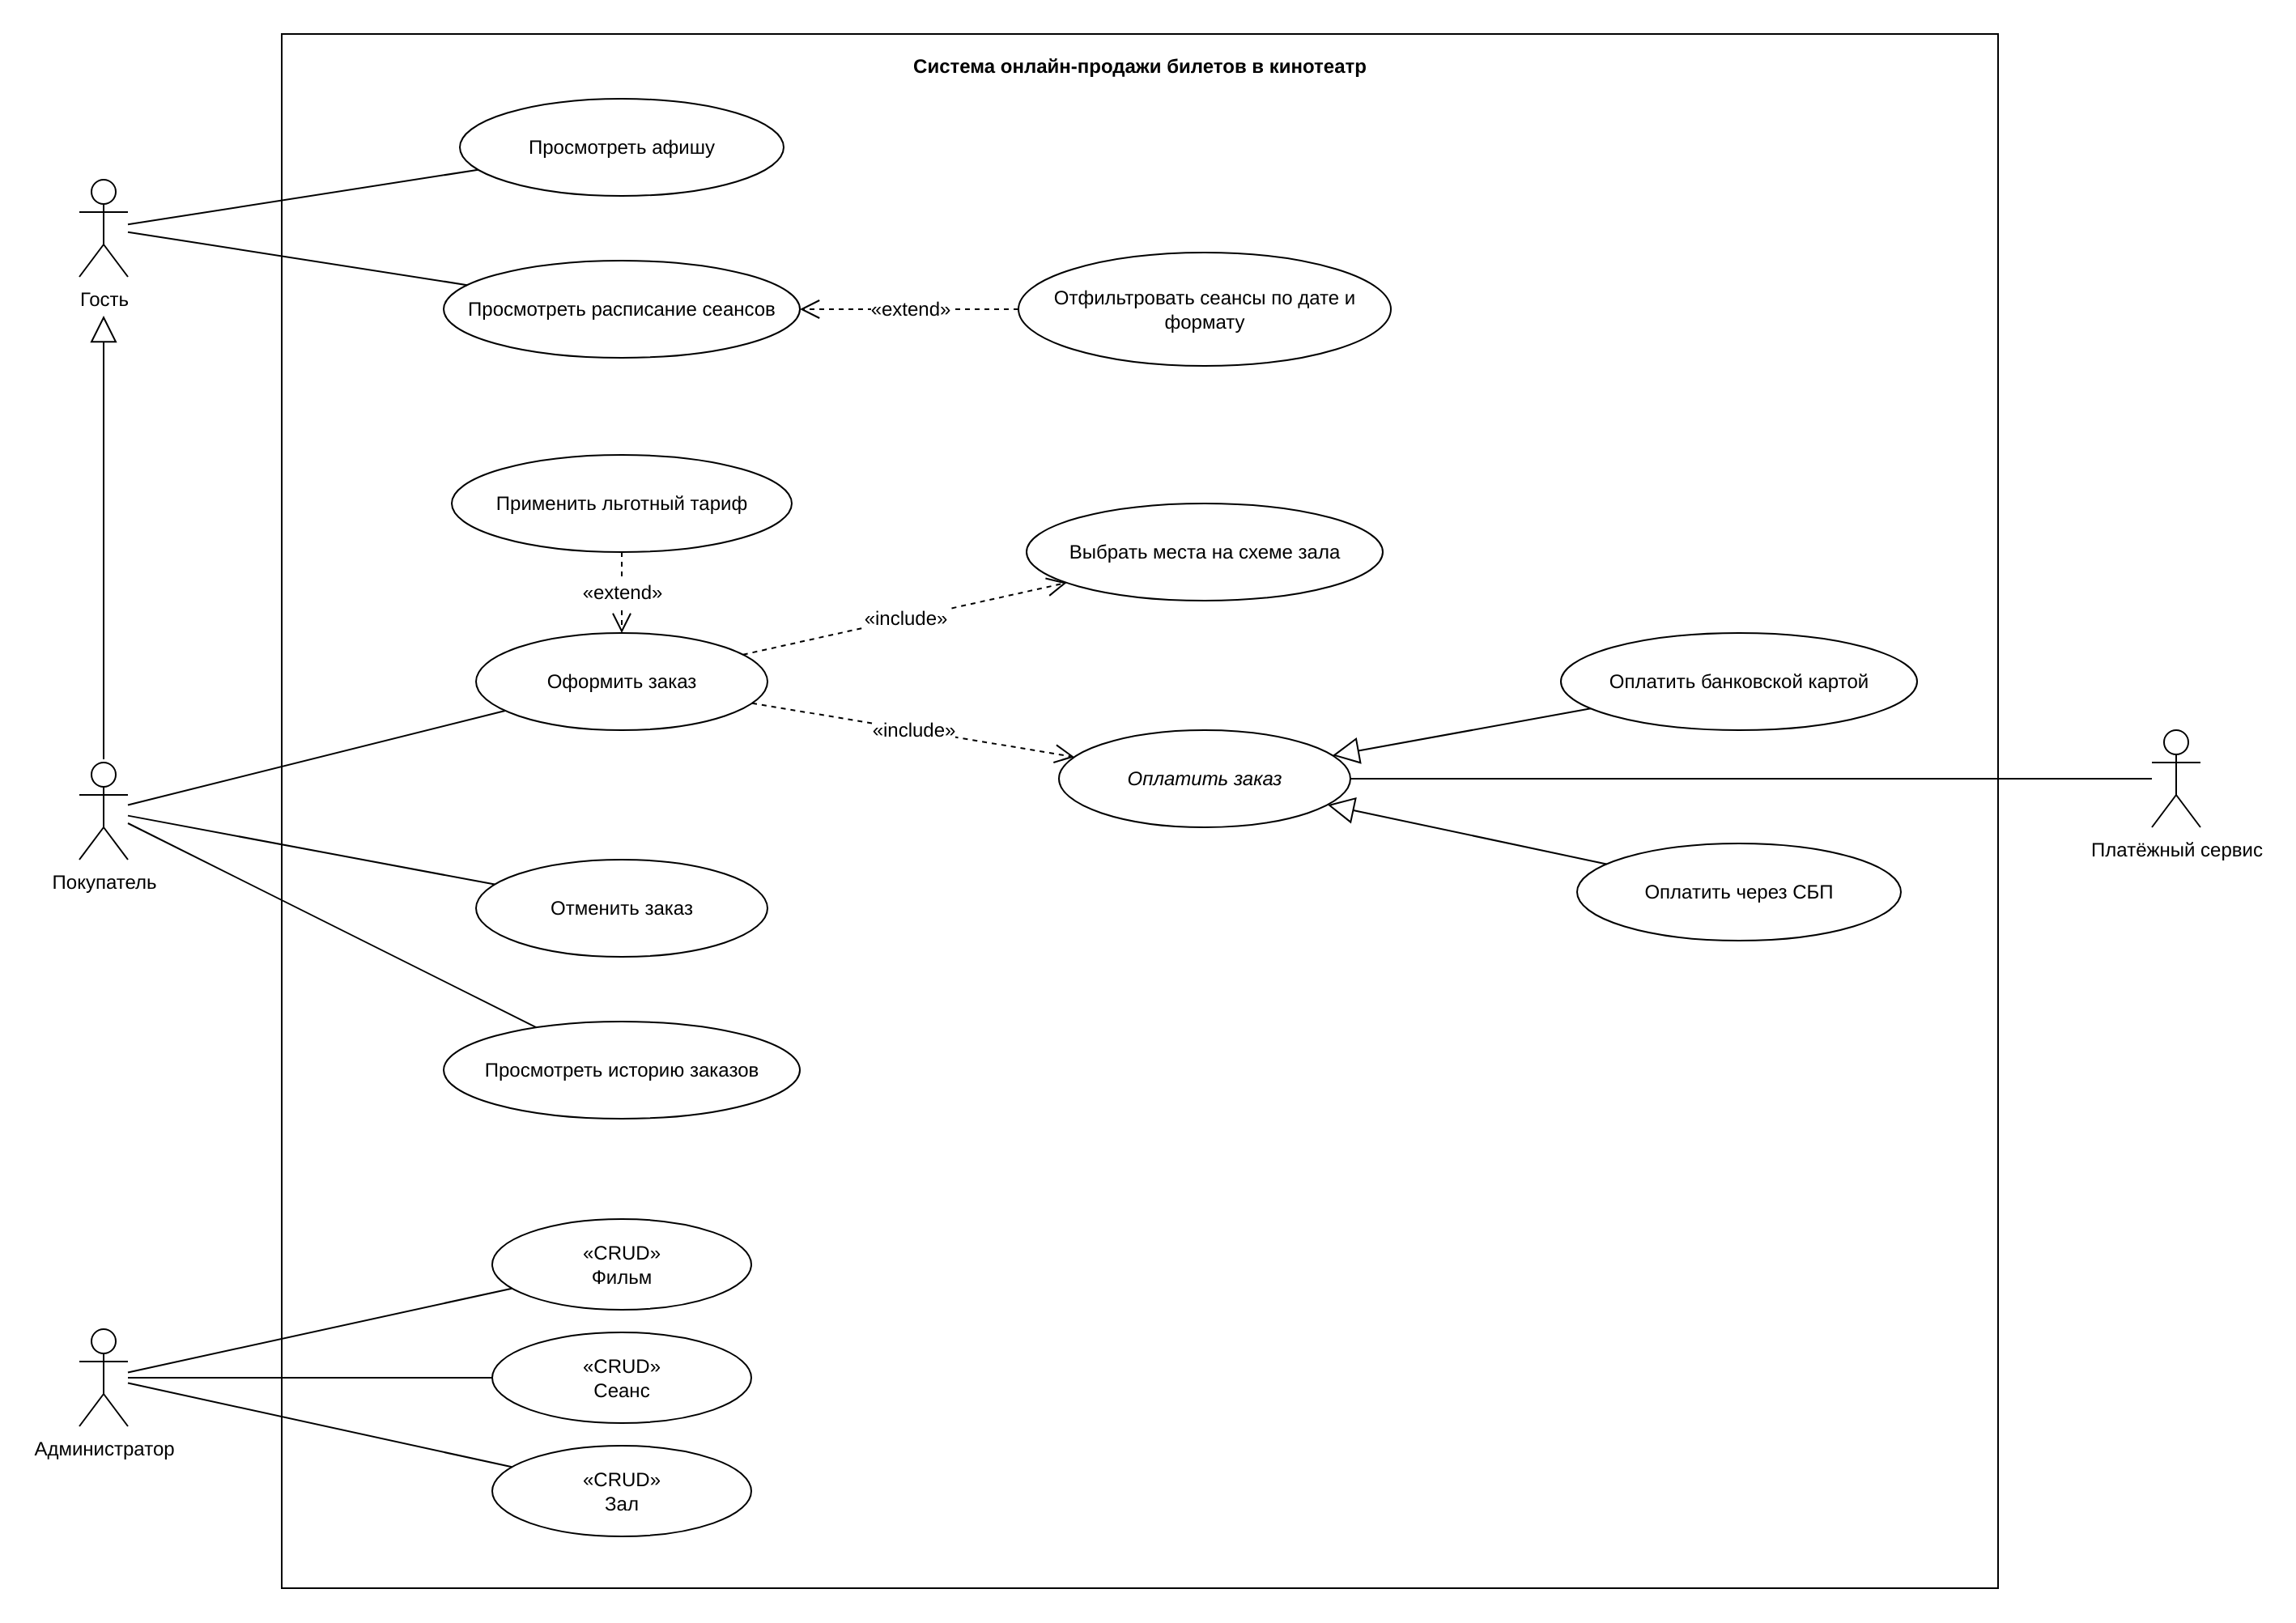 Система онлайн-продажи билетов в кинотеатр
Просмотреть афишу
Гость
Просмотреть расписание сеансов
«extend»
Отфильтровать сеансы по дате и
формату
Применить льготный тариф
«extend»
Выбрать места на схеме зала
«include»
Оформить заказ
«include»
Оплатить банковской картой
Оплатить заказ
Платёжный сервис
Покупатель
Отменить заказ
Оплатить через СБП
Просмотреть историю заказов
«CRUD»
Фильм
«CRUD»
Сеанс
Администратор
«CRUD»
Зал